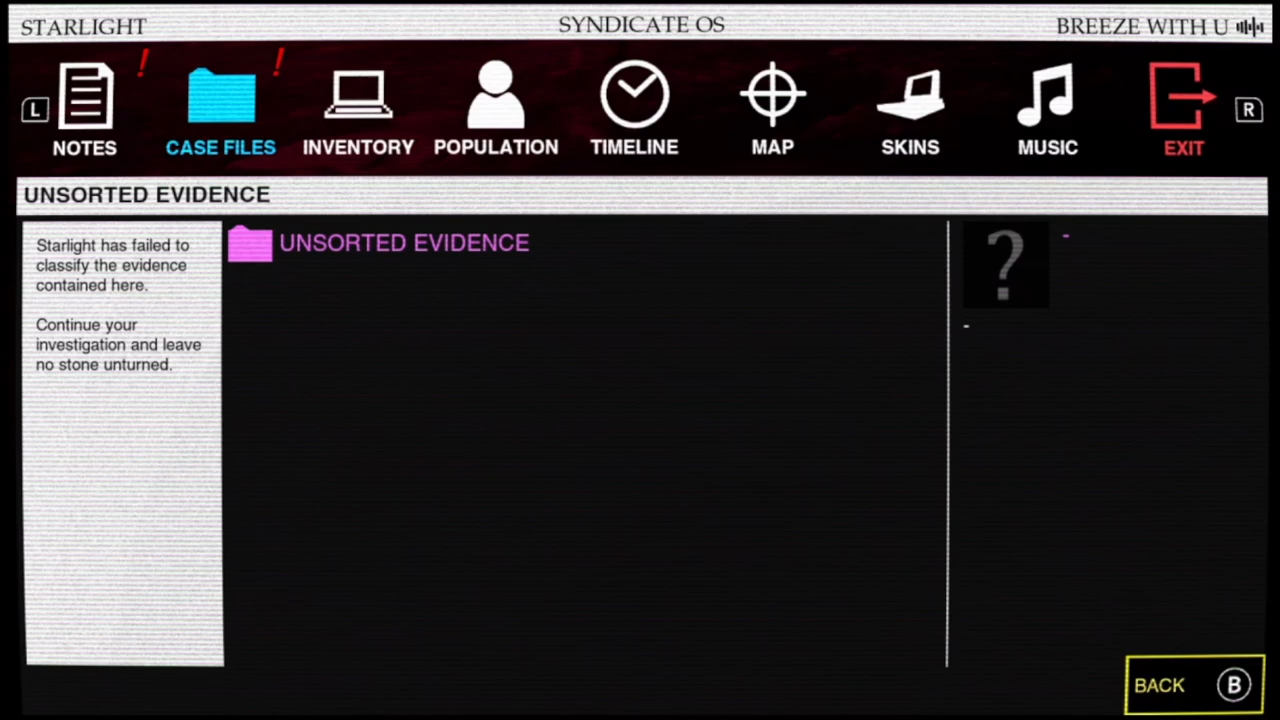 STARLIGHT
SYNDICATE OS
BREEZE WITH U
!
!
L
NOTES
CASE FILES
INVENTORY
POPULATION
TIMELINE
MAP
SKINS
MUSIC
EXIT
R
UNSORTED EVIDENCE
Starlight has failed to
classify the evidence
contained here.
Continue your
investigation and leave
no stone unturned.
UNSORTED EVIDENCE
?
-
-
BACK B